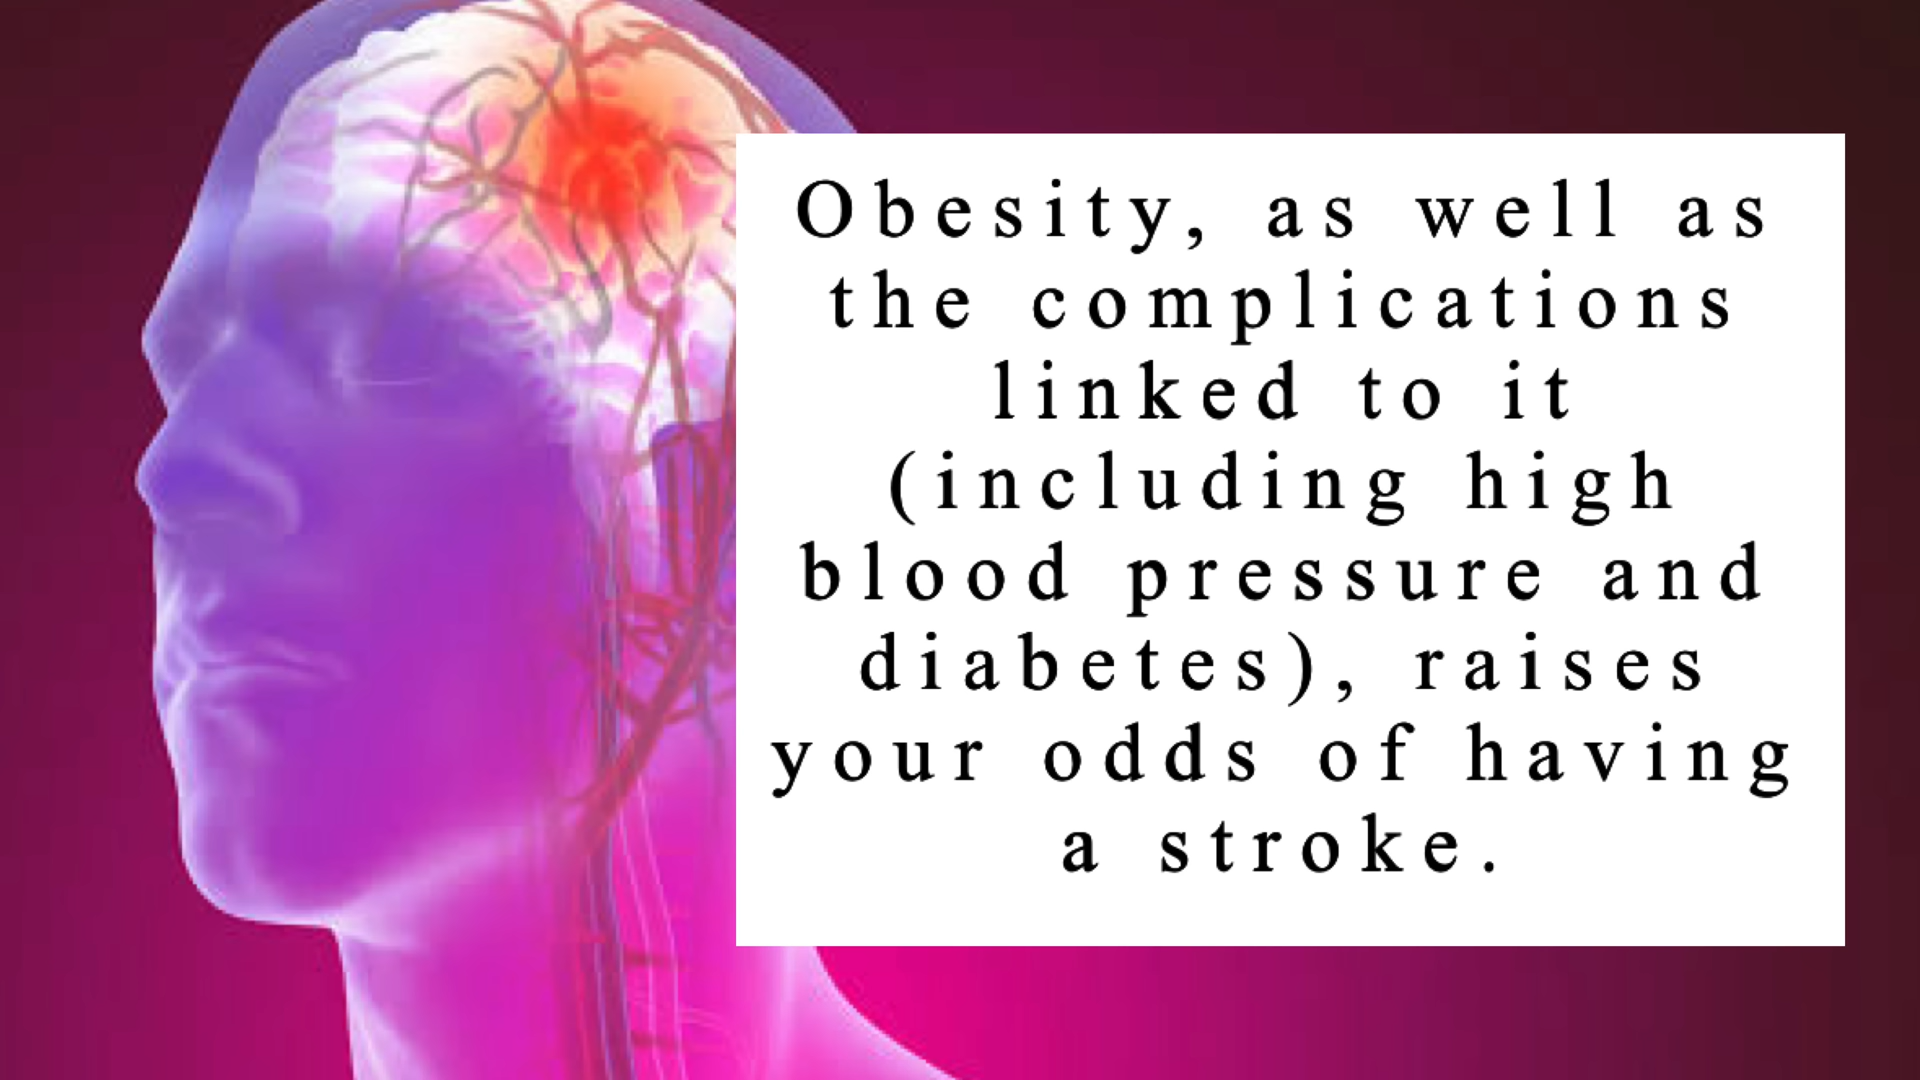 Obesity, as well as
the complications
linked to it
(including high
blood pressure and
diabetes), raises
your odds of having
a stroke.